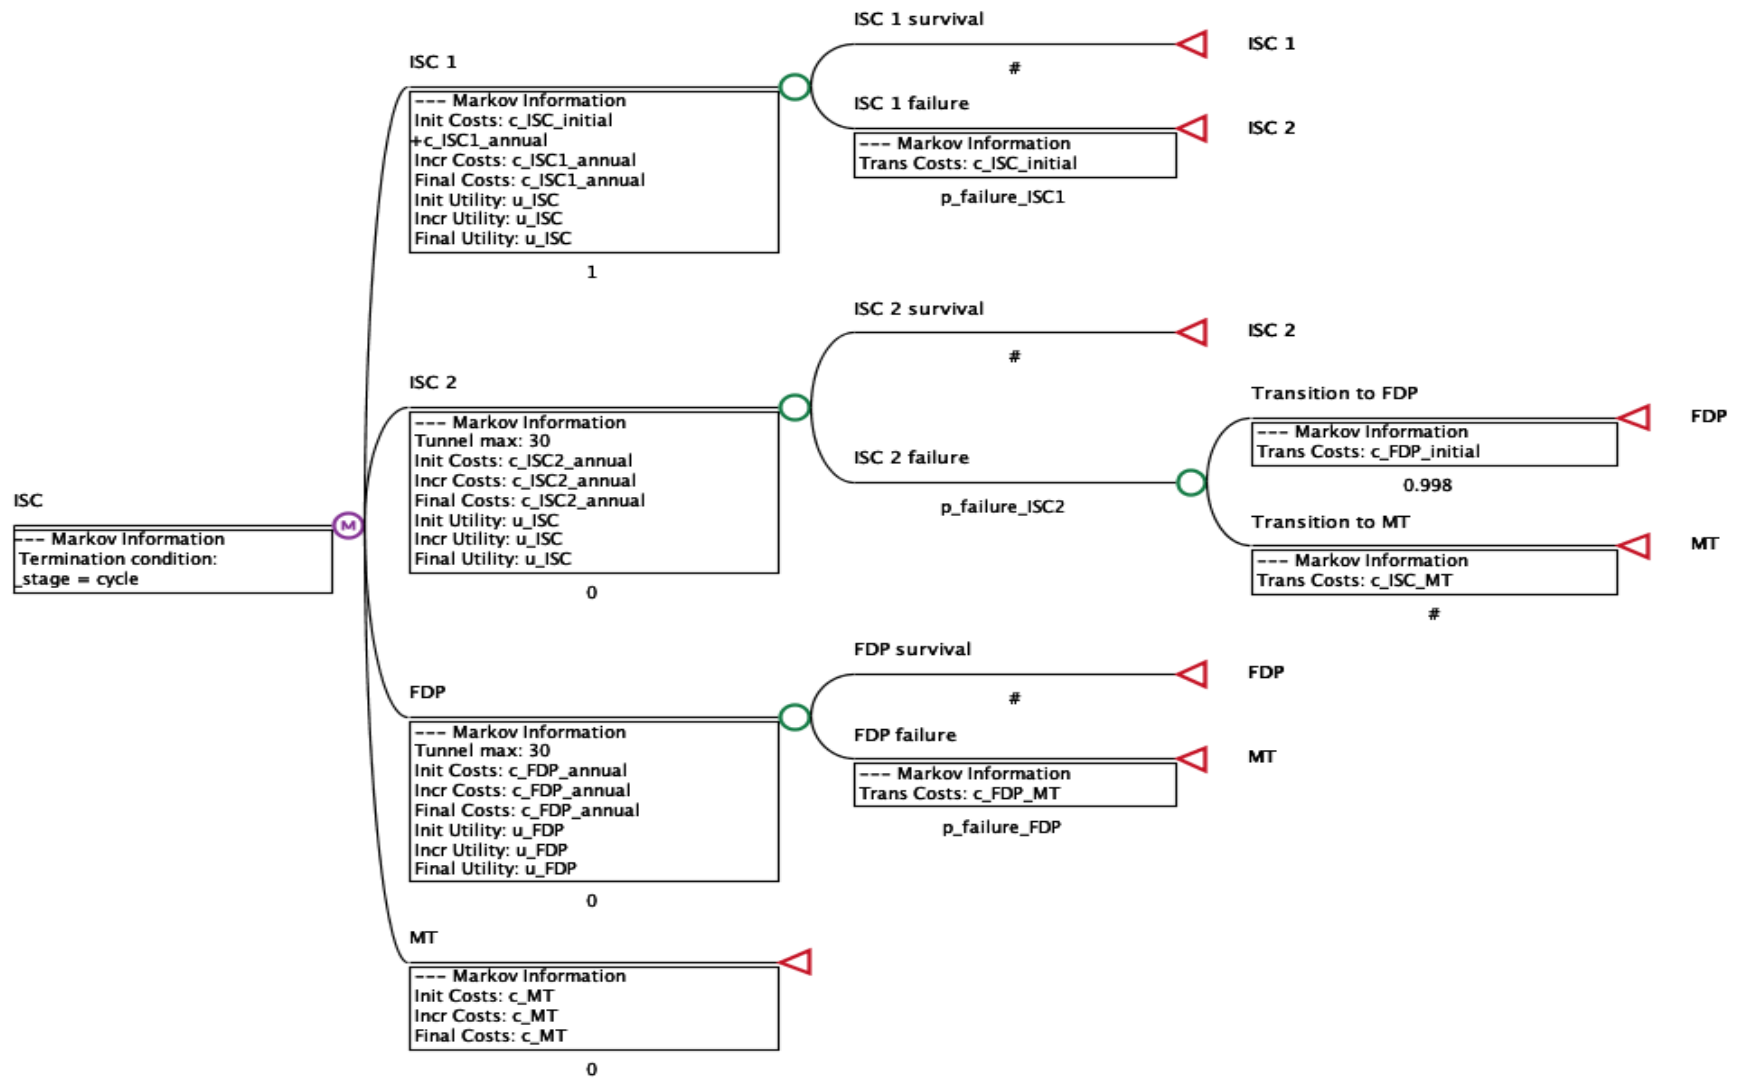 ISC
--- Markov Information
Termination condition:
_stage = cycle
M
ISC 1
--- Markov Information
Init Costs: c_ISC_initial
+c_ISC1_annual
Incr Costs: c_ISC1_annual
Final Costs: c_ISC1_annual
Init Utility: u_ISC
Incr Utility: u_ISC
Final Utility: u_ISC
1
ISC 1 survival
#
ISC 1
ISC 1 failure
--- Markov Information
Trans Costs: c_ISC_initial
p_failure_ISC1
ISC 2
ISC 2
--- Markov Information
Tunnel max: 30
Init Costs: c_ISC2_annual
Incr Costs: c_ISC2_annual
Final Costs: c_ISC2_annual
Init Utility: u_ISC
Incr Utility: u_ISC
Final Utility: u_ISC
0
ISC 2 survival
#
ISC 2
ISC 2 failure
p_failure_ISC2
Transition to FDP
--- Markov Information
Trans Costs: c_FDP_initial
0.998
FDP
Transition to MT
--- Markov Information
Trans Costs: c_ISC_MT
#
MT
FDP
--- Markov Information
Tunnel max: 30
Init Costs: c_FDP_annual
Incr Costs: c_FDP_annual
Final Costs: c_FDP_annual
Init Utility: u_FDP
Incr Utility: u_FDP
Final Utility: u_FDP
0
FDP survival
#
FDP
FDP failure
--- Markov Information
Trans Costs: c_FDP_MT
p_failure_FDP
MT
MT
--- Markov Information
Init Costs: c_MT
Incr Costs: c_MT
Final Costs: c_MT
0